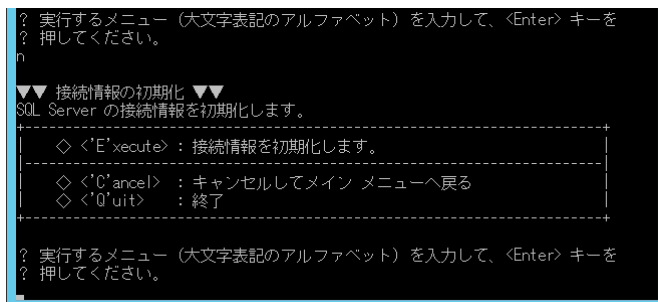 ? 実行するメニュー（大文字表記のアルファベット）を入力して、<Enter> キーを
? 押してください。
n
▼▼ 接続情報の初期化 ▼▼
SQL Server の接続情報を初期化します。
+------------------------------------------------------------------+
| ◇ <'E'xecute> : 接続情報を初期化します。 |
|------------------------------------------------------------------|
| ◇ <'C'ancel> : キャンセルしてメイン メニューへ戻る |
| ◇ <'Q'uit> : 終了 |
+------------------------------------------------------------------+
? 実行するメニュー（大文字表記のアルファベット）を入力して、<Enter> キーを
? 押してください。